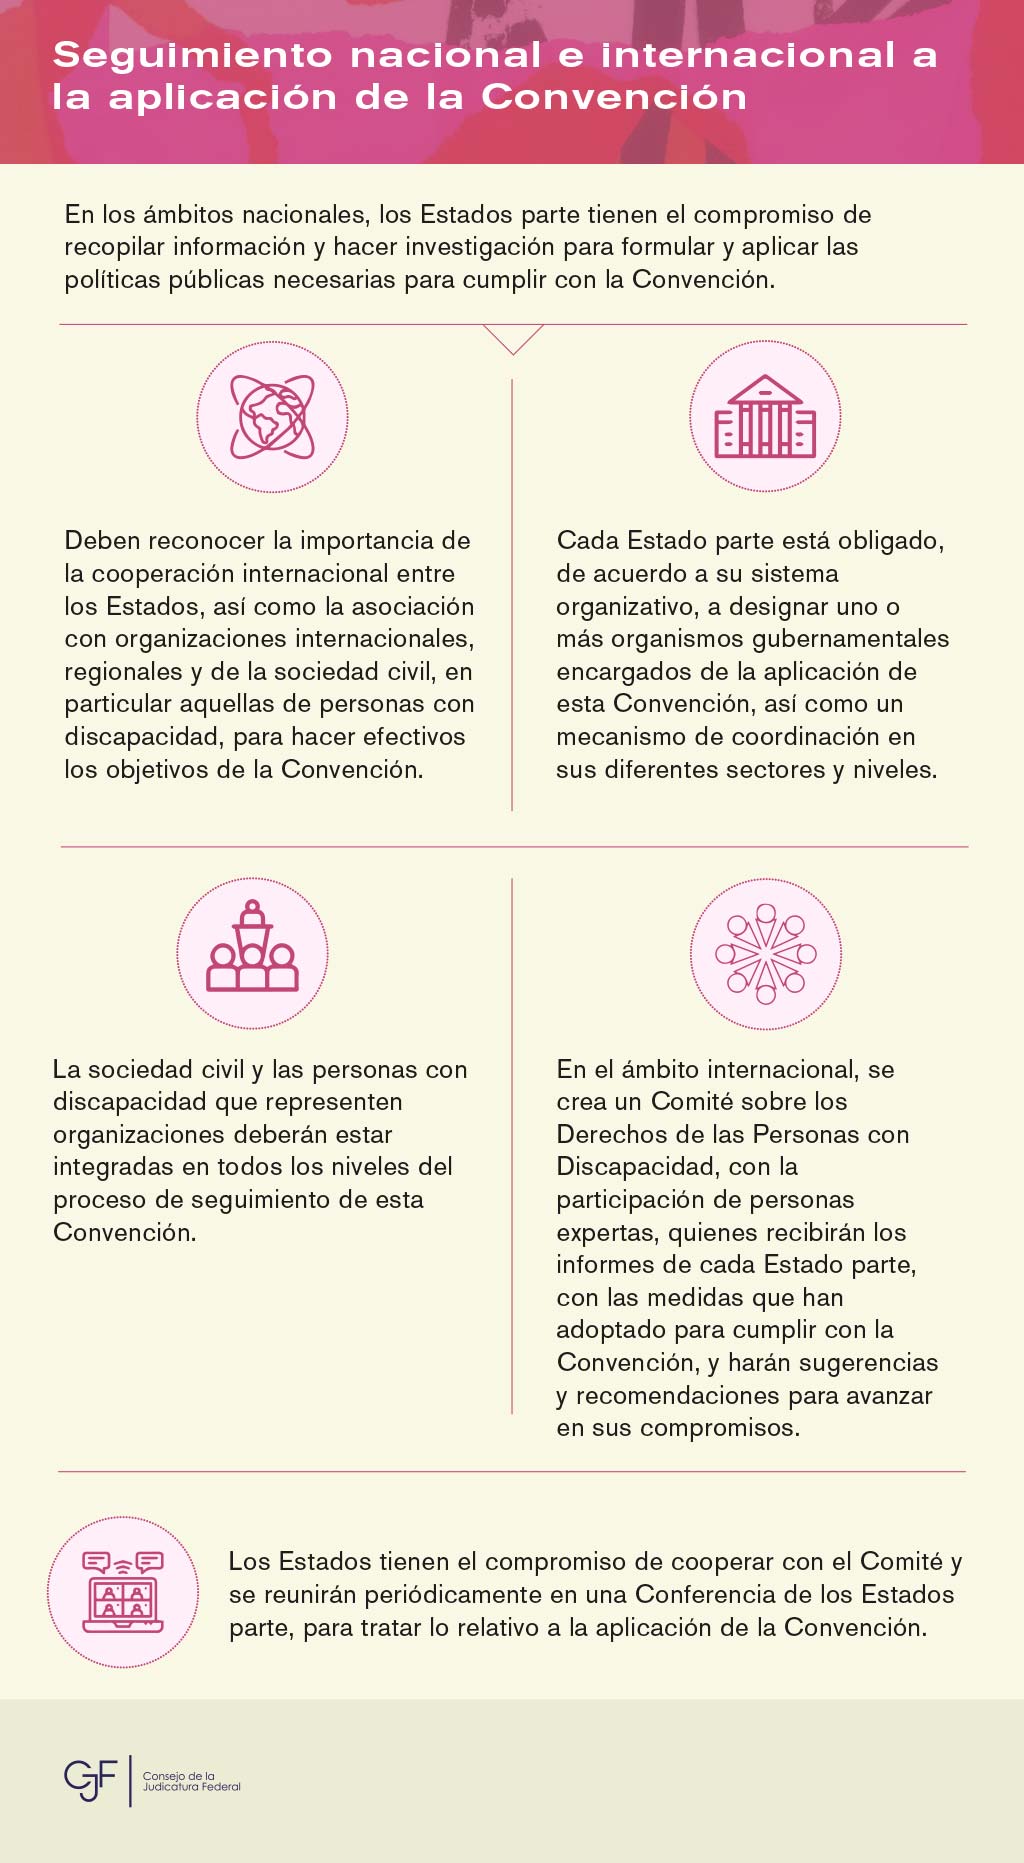 Seguimiento nacional e internacional a
la aplicación de la Convención
En los ámbitos nacionales, los Estados parte tienen el compromiso de
recopilar información y hacer investigación para formular y aplicar las
políticas públicas necesarias para cumplir con la Convención.
Deben reconocer la importancia de
la cooperación internacional entre
los Estados, así como la asociación
con organizaciones internacionales,
regionales y de la sociedad civil, en
particular aquellas de personas con
discapacidad, para hacer efectivos
los objetivos de la Convención.
Cada Estado parte está obligado,
de acuerdo a su sistema
organizativo, a designar uno o
más organismos gubernamentales
encargados de la aplicación de
esta Convención, así como un
mecanismo de coordinación en
sus diferentes sectores y niveles.
La sociedad civil y las personas con
discapacidad que representen
organizaciones deberán estar
integradas en todos los niveles del
proceso de seguimiento de esta
Convención.
En el ámbito internacional, se
crea un Comité sobre los
Derechos de las Personas con
Discapacidad, con la
participación de personas
expertas, quienes recibirán los
informes de cada Estado parte,
con las medidas que han
adoptado para cumplir con la
Convención, y harán sugerencias
y recomendaciones para avanzar
en sus compromisos.
Los Estados tienen el compromiso de cooperar con el Comité y
se reunirán periódicamente en una Conferencia de los Estados
parte, para tratar lo relativo a la aplicación de la Convención.
CJF
Consejo de la
Judicatura Federal